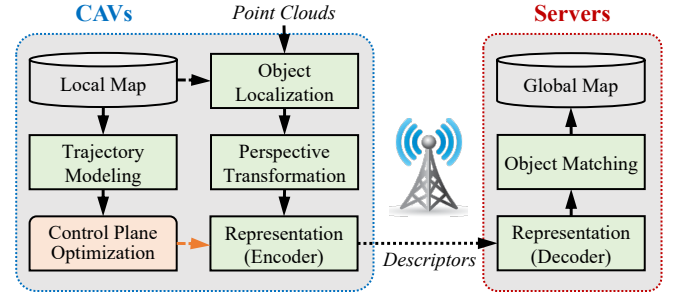 CAVs
Point Clouds
Servers
Local Map
Object
Localization
Global Map
Trajectory
Modeling
Perspective
Transformation
Object Matching
Control Plane
Optimization
Representation
(Encoder)
Descriptors
Representation
(Decoder)